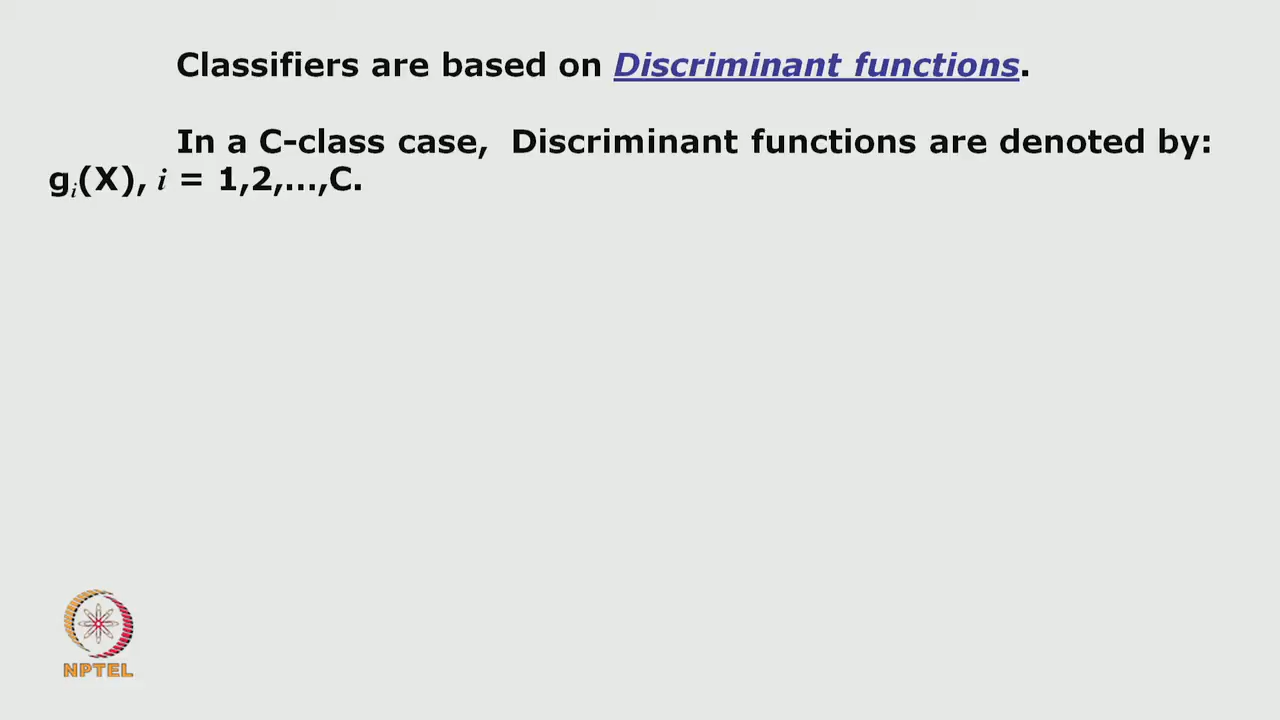 Classifiers are based on Discriminant functions.
In a C-class case, Discriminant functions are denoted by:
gᵢ(X), i = 1,2,…,C.
NPTEL